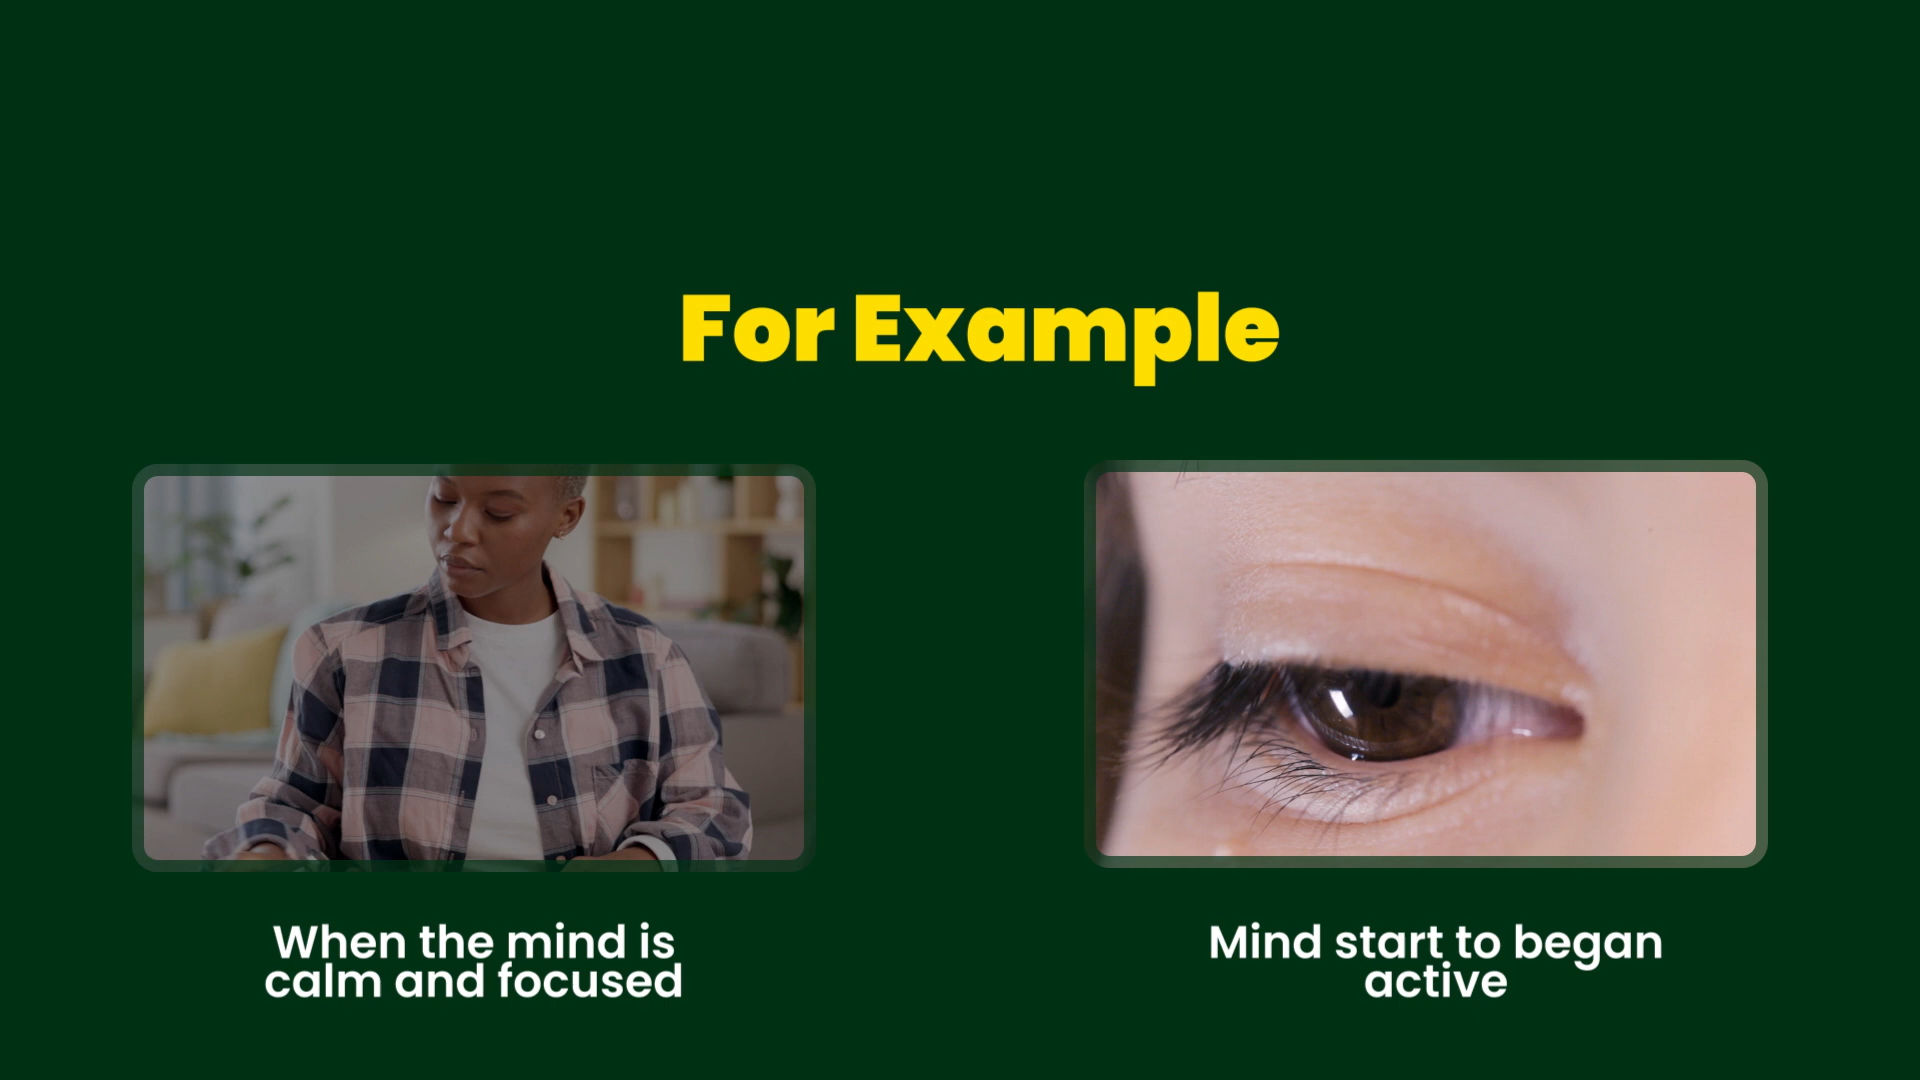 For Example
When the mind is
calm and focused
Mind start to began
active